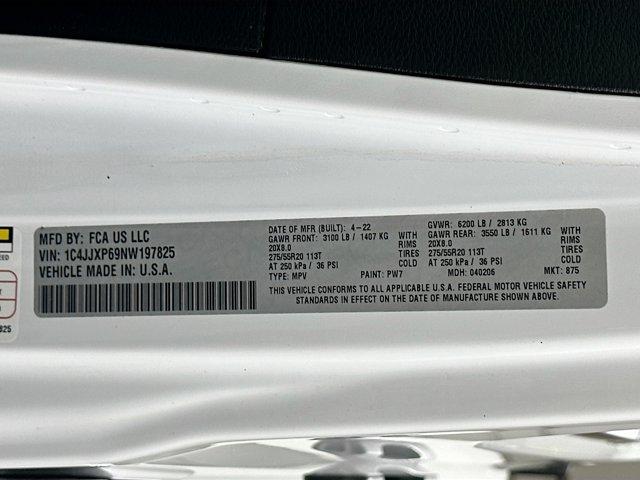 MFD BY: FCA US LLC
VIN: 1C4JJXP69NW197825
VEHICLE MADE IN U.S.A.
DATE OF MFR (BUILT): 4-22
GAWR FRONT: 3100 LB / 1407 KG WITH
20X8.0 RIMS
275/55R20 113T TIRES
AT 250 kPa / 36 PSI COLD
TYPE: MPV PAINT: PW7
GVWR: 6200 LB / 2813 KG
GAWR REAR: 3550 LB / 1611 KG WITH
20X8.0 RIMS
275/55R20 113T TIRES
AT 250 kPa / 36 PSI COLD
MDH: 040206 MKT: 875
THIS VEHICLE CONFORMS TO ALL APPLICABLE U.S.A. FEDERAL MOTOR VEHICLE SAFETY
STANDARDS IN EFFECT ON THE DATE OF MANUFACTURE SHOWN ABOVE.
825